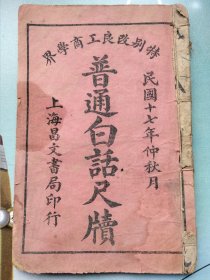 特別改良工商學界
民國十七年仲秋月
普通白話尺牘
上海昌文書局印行